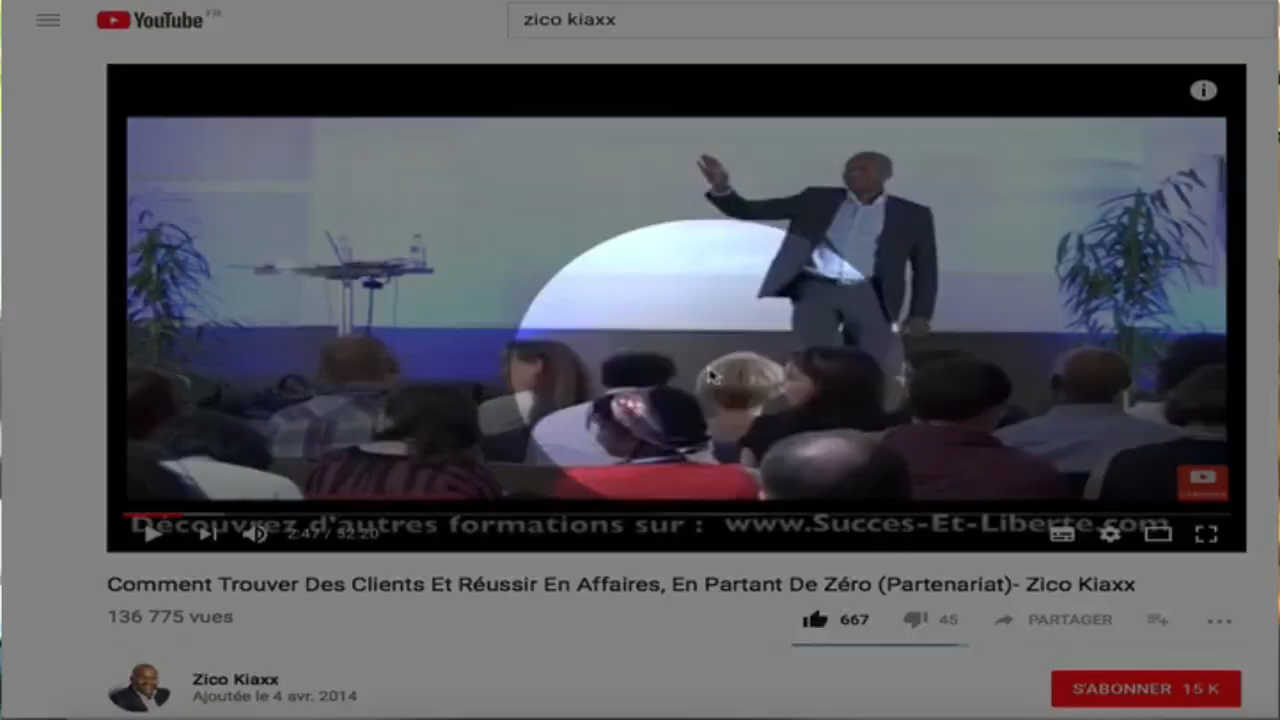 YouTube FR
zico kiaxx
Découvrez d'autres formations sur : www.Succes-Et-Liberte.com
2:47 / 52:20
Comment Trouver Des Clients Et Réussir En Affaires, En Partant De Zéro (Partenariat)- Zico Kiaxx
136 775 vues
667
45
PARTAGER
Zico Kiaxx
Ajoutée le 4 avr. 2014
S'ABONNER 15 K